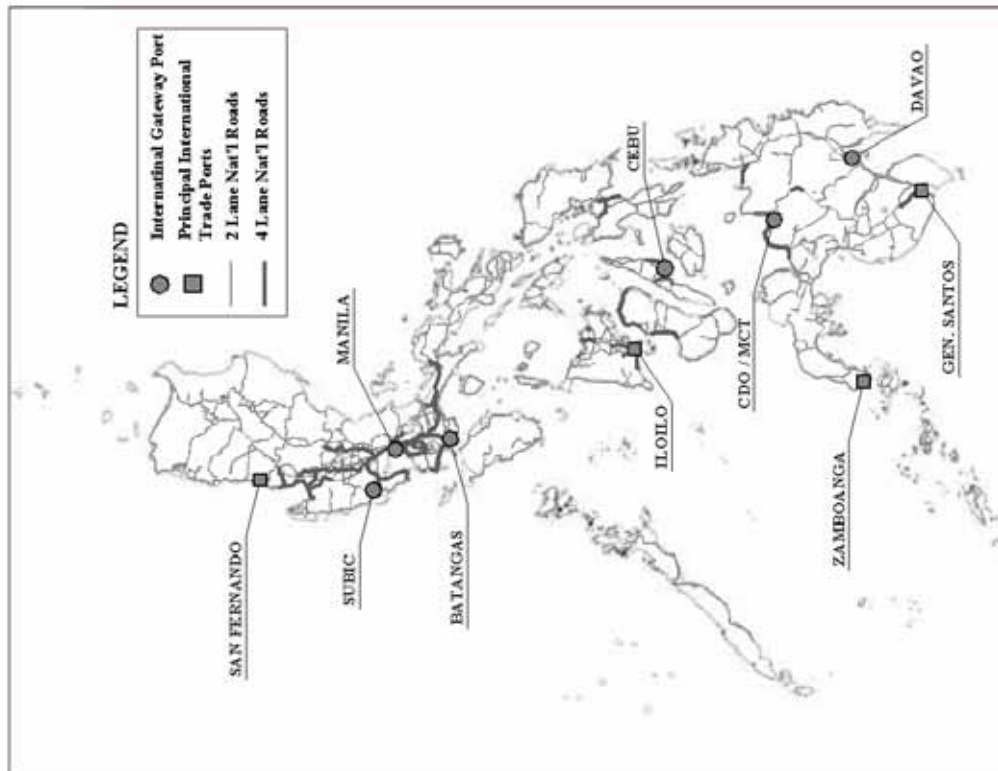 LEGEND
Internatinal Gateway Port
Principal International
Trade Ports
2 Lane Nat'l Roads
4 Lane Nat'l Roads
SAN FERNANDO
SUBIC
BATANGAS
MANILA
ILOILO
CEBU
CDO / MCT
ZAMBOANGA
GEN. SANTOS
DAVAO